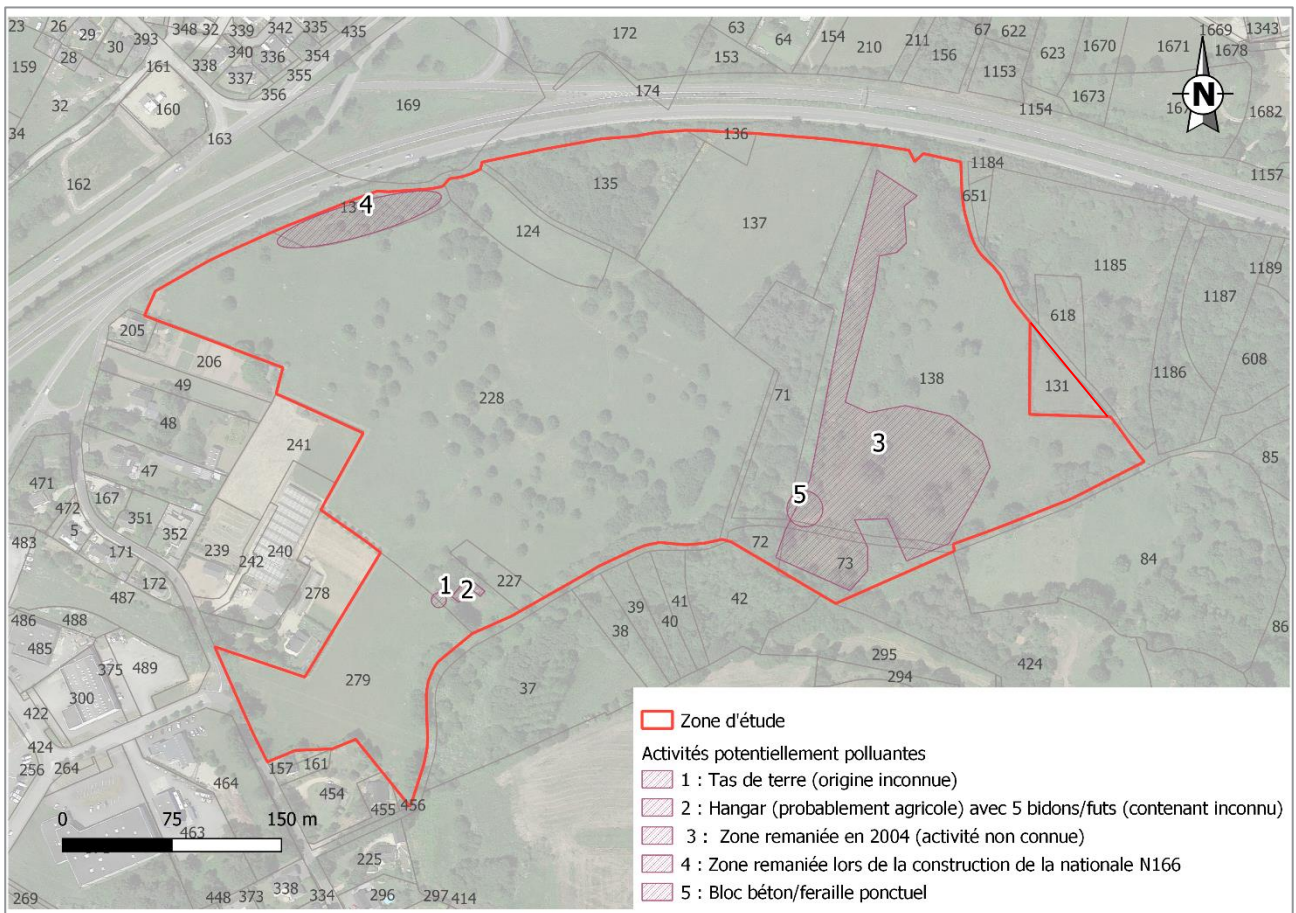 23 26 29 30 393 348 32 339 342 335 435
28 161 338 340 336 354
159 337 355
32 160 356
34 163 169
162
172 63 153 64 154 210 211 156 67 622 623 1670 1671 1669 1678 1343
174 1153 1673 1154 1682
N
136 1157
135 1184
651
4
124 137
1185 1189
1187
205 618
206
49 131 608
228 71 138 1186
48
241
3
47 85
471 167
472 351 5
5 352
483 171 239 242 240 72 73 84
172 278
487 1 2 227
486 488 39 41 42
485 38 40 86
375 489
300 279 37 295 424
294
422
424 157 161
256 264 464 454 455 456
0 75 150 m
463
225
269 448 373 338 334 296 297 414
Zone d'étude
Activités potentiellement polluantes
1 : Tas de terre (origine inconnue)
2 : Hangar (probablement agricole) avec 5 bidons/futs (contenant inconnu)
3 : Zone remaniée en 2004 (activité non connue)
4 : Zone remaniée lors de la construction de la nationale N166
5 : Bloc béton/feraille ponctuel